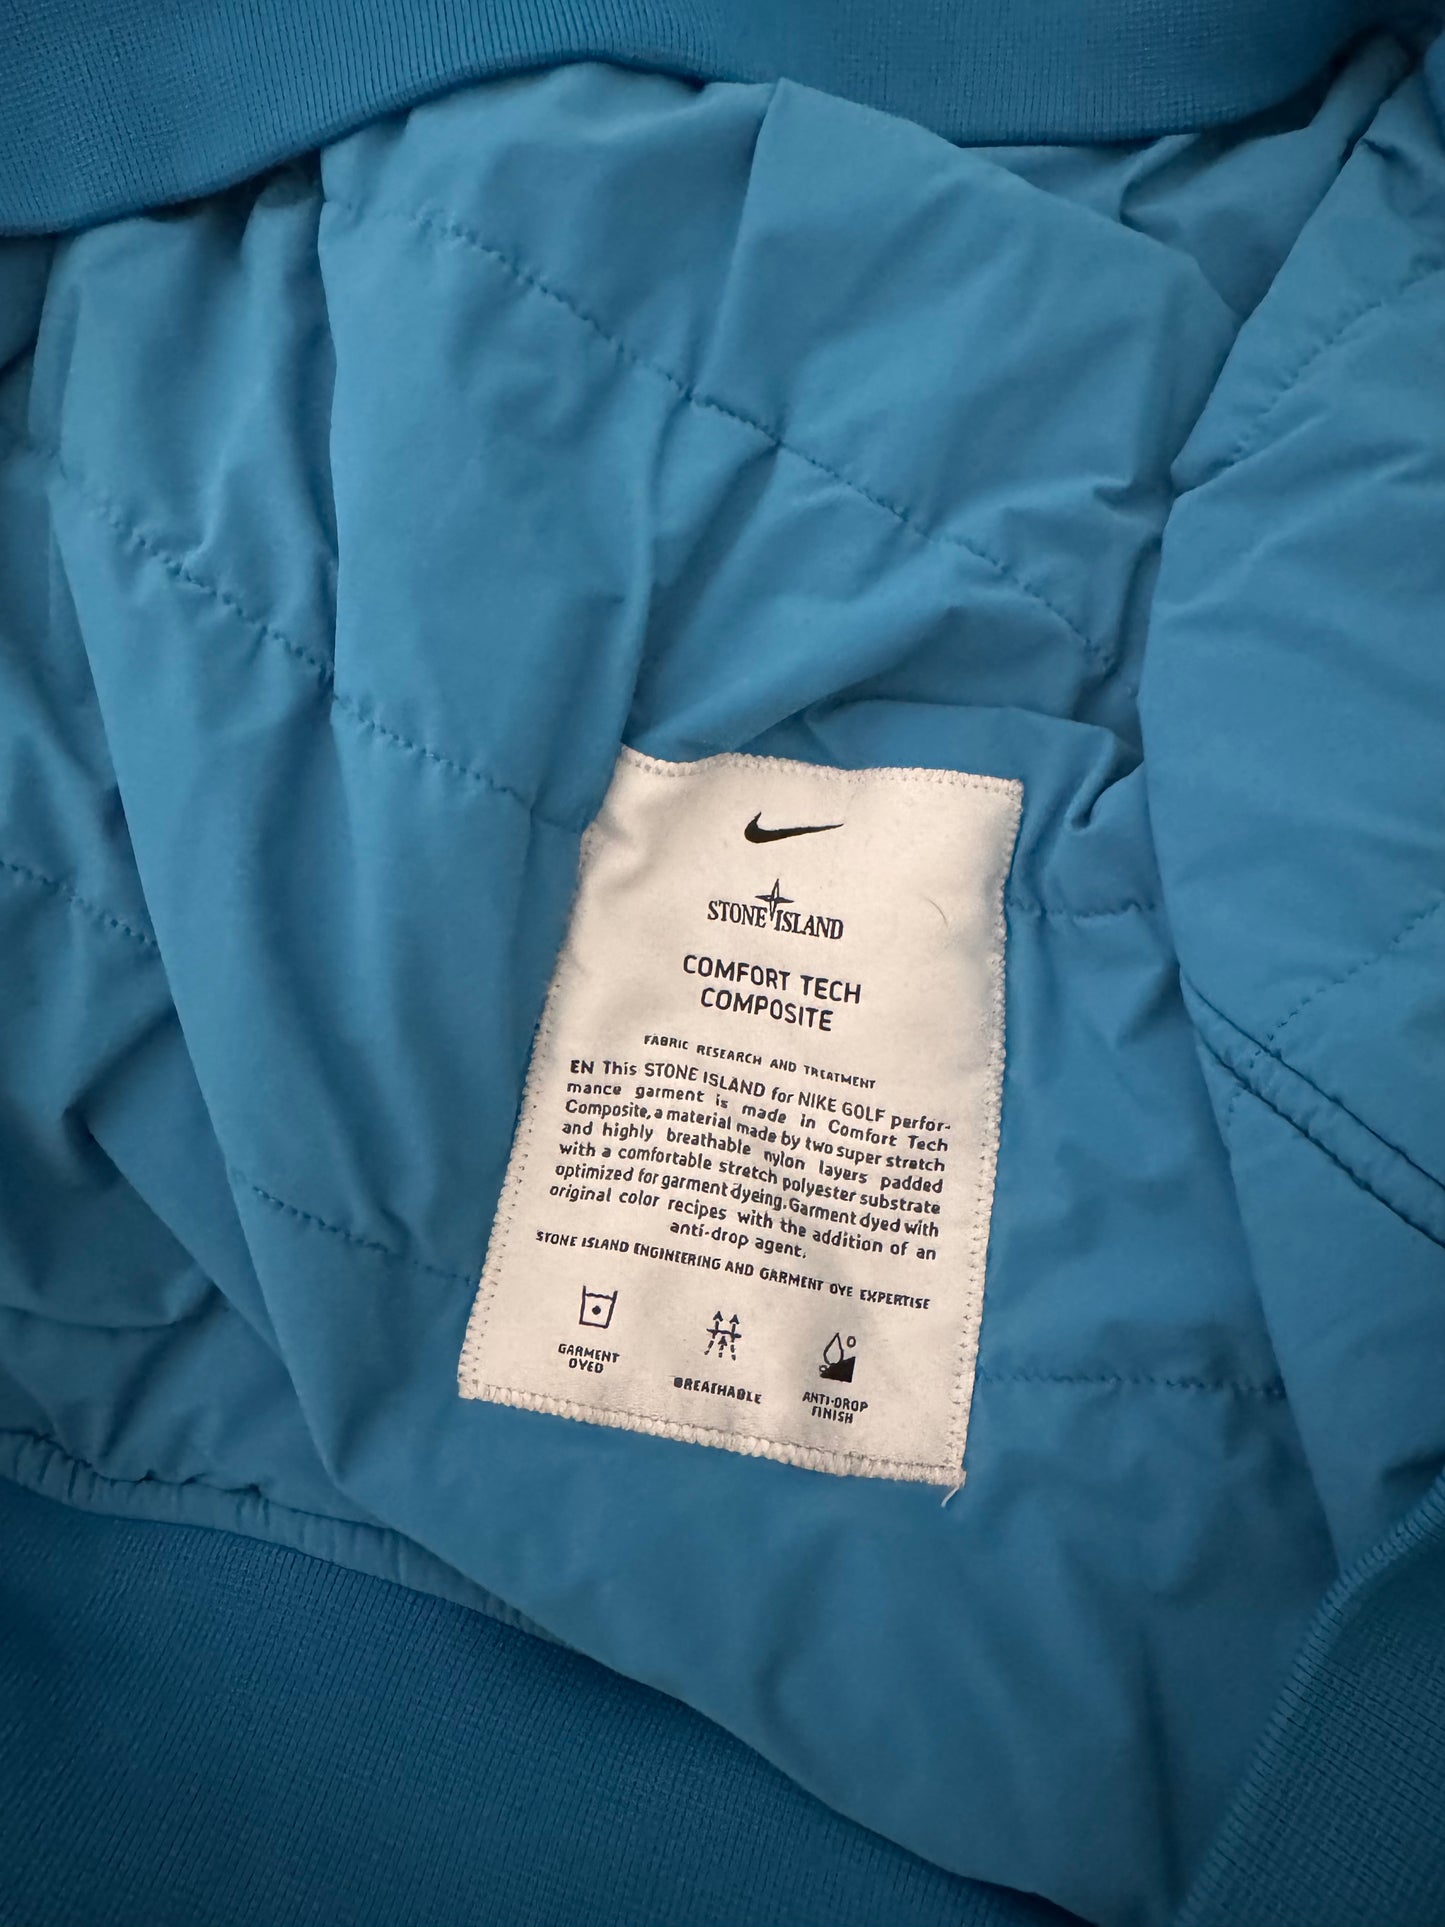 STONE ISLAND
COMFORT TECH
COMPOSITE
FABRIC RESEARCH AND TREATMENT
EN This STONE ISLAND for NIKE GOLF perfor-
mance garment is made in Comfort Tech
Composite, a material made by two super stretch
and highly breathable nylon layers padded
with a comfortable stretch polyester substrate
optimized for garment dyeing. Garment dyed with
original color recipes with the addition of an
anti-drop agent.
STONE ISLAND ENGINEERING AND GARMENT DYE EXPERTISE
GARMENT
DYED
BREATHABLE
ANTI-DROP
FINISH